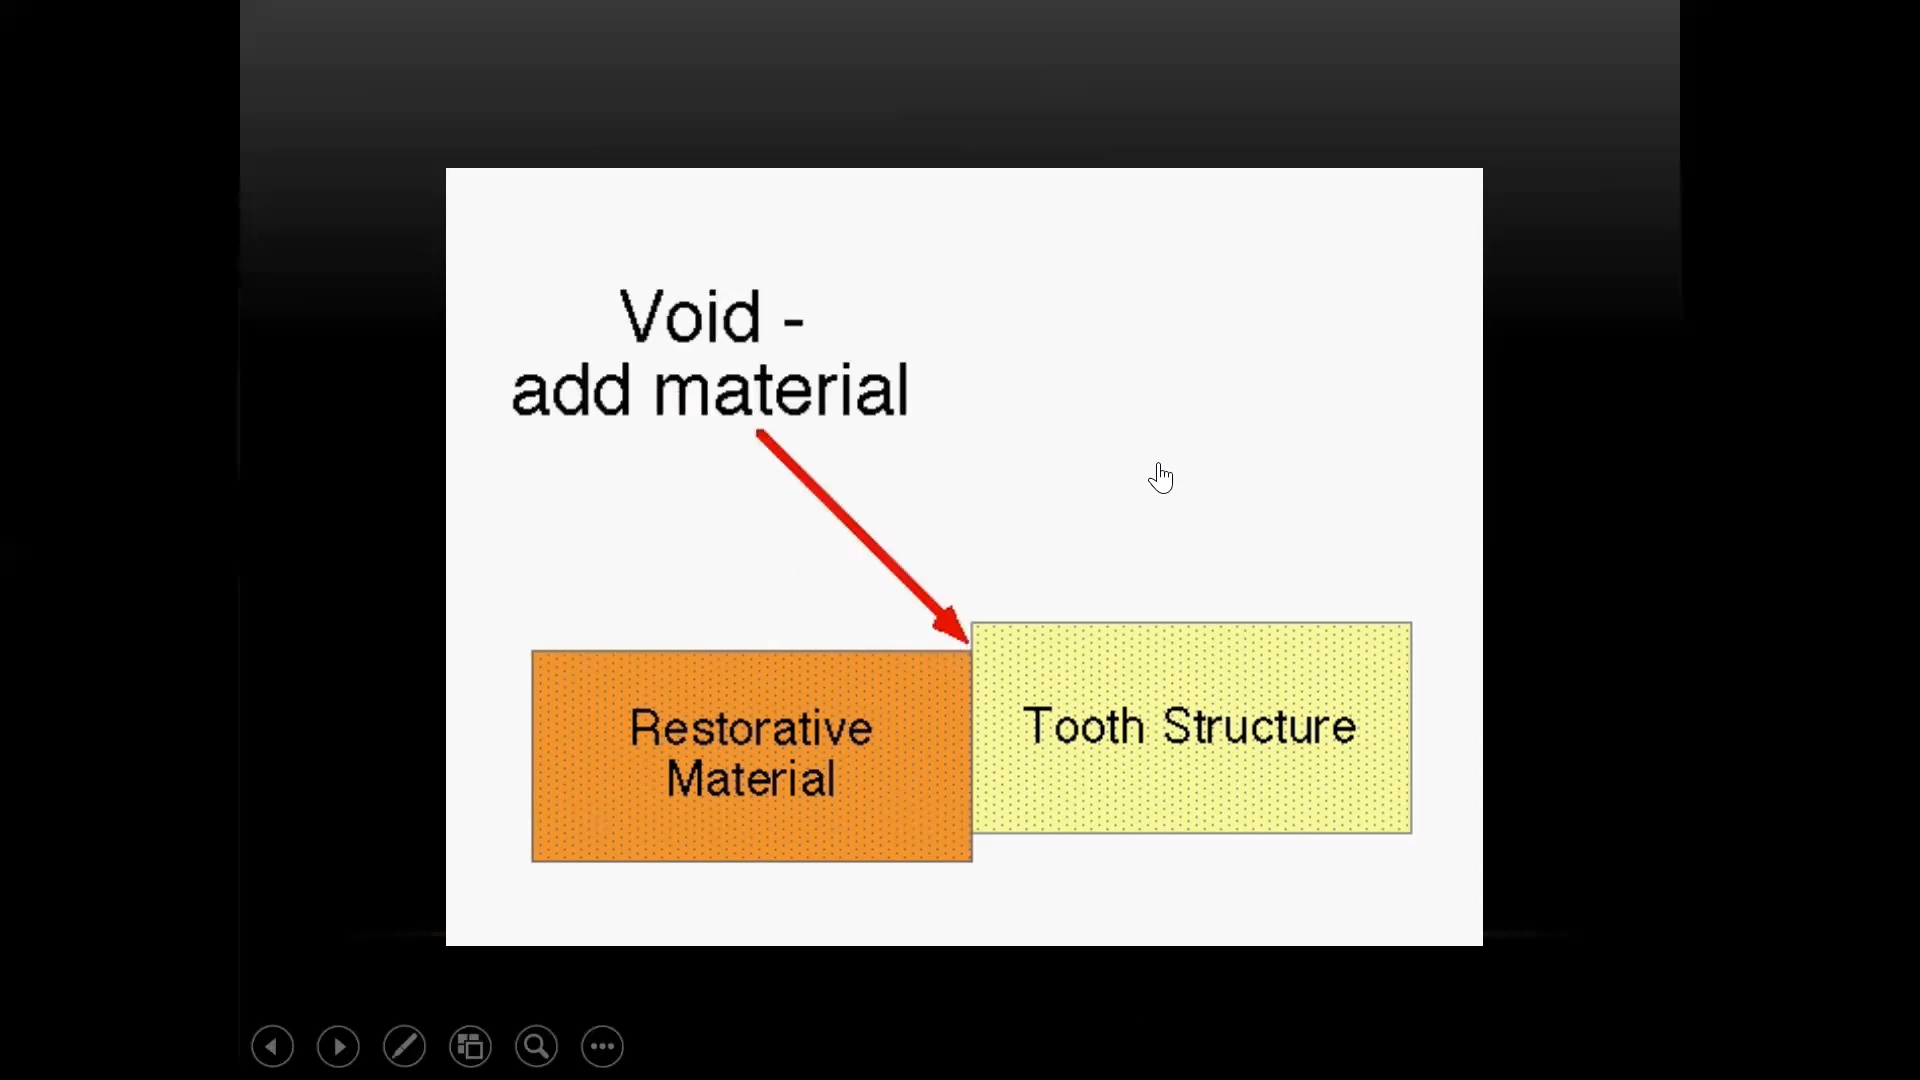 Void -
add material
Restorative
Material
Tooth Structure